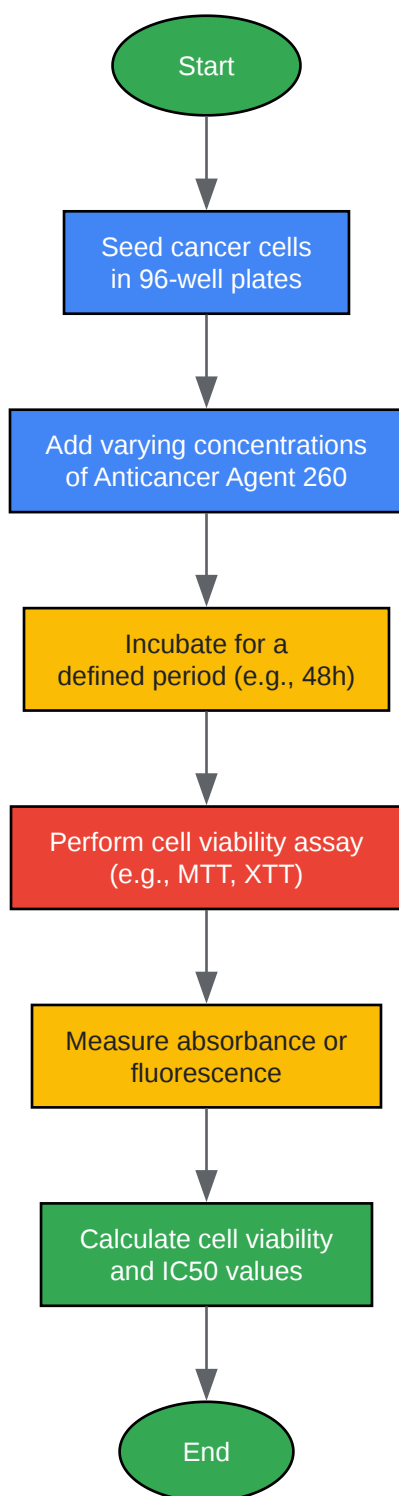 Start
Seed cancer cells
in 96-well plates
Add varying concentrations
of Anticancer Agent 260
Incubate for a
defined period (e.g., 48h)
Perform cell viability assay
(e.g., MTT, XTT)
Measure absorbance or
fluorescence
Calculate cell viability
and IC50 values
End